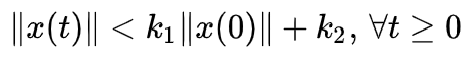 ‖x(t)‖ < k₁‖x(0)‖ + k₂, ∀t ≥ 0